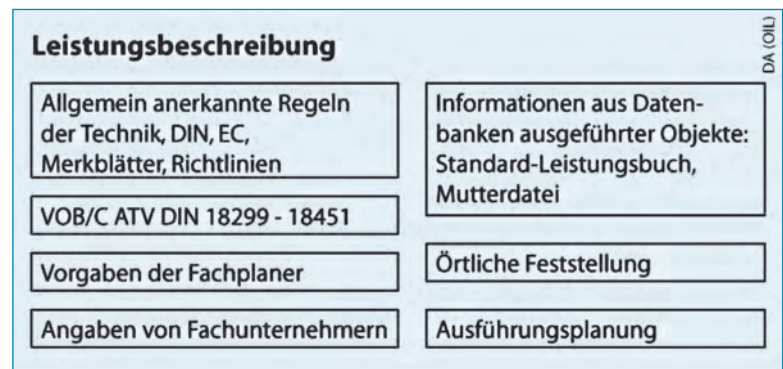 Leistungsbeschreibung
DA (OIL)
Allgemein anerkannte Regeln
der Technik, DIN, EC,
Merkblätter, Richtlinien
VOB/C ATV DIN 18299 - 18451
Vorgaben der Fachplaner
Angaben von Fachunternehmern
Informationen aus Daten-
banken ausgeführter Objekte:
Standard-Leistungsbuch,
Mutterdatei
Örtliche Feststellung
Ausführungsplanung